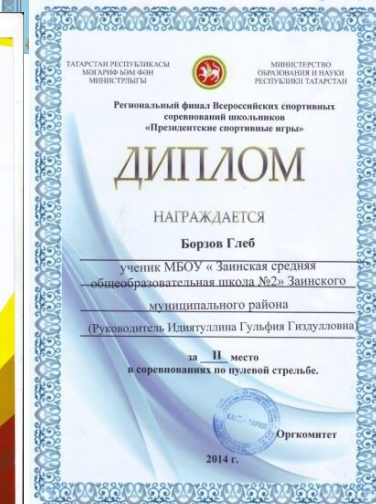 ТАТАРСТАН РЕСПУБЛИКАСЫ
МӘГАРИФ ҺӘМ ФӘН
МИНИСТРЛЫГЫ
МИНИСТЕРСТВО
ОБРАЗОВАНИЯ И НАУКИ
РЕСПУБЛИКИ ТАТАРСТАН
Региональный финал Всероссийских спортивных
соревнований школьников
«Президентские спортивные игры»
ДИПЛОМ
НАГРАЖДАЕТСЯ
Борзов Глеб
ученик МБОУ « Заинская средняя
общеобразовательная школа №2» Заинского
муниципального района
(Руководитель Идиятуллина Гульфия Гиздулловна)
за II место
в соревнованиях по пулевой стрельбе.
Оргкомитет
2014 г.